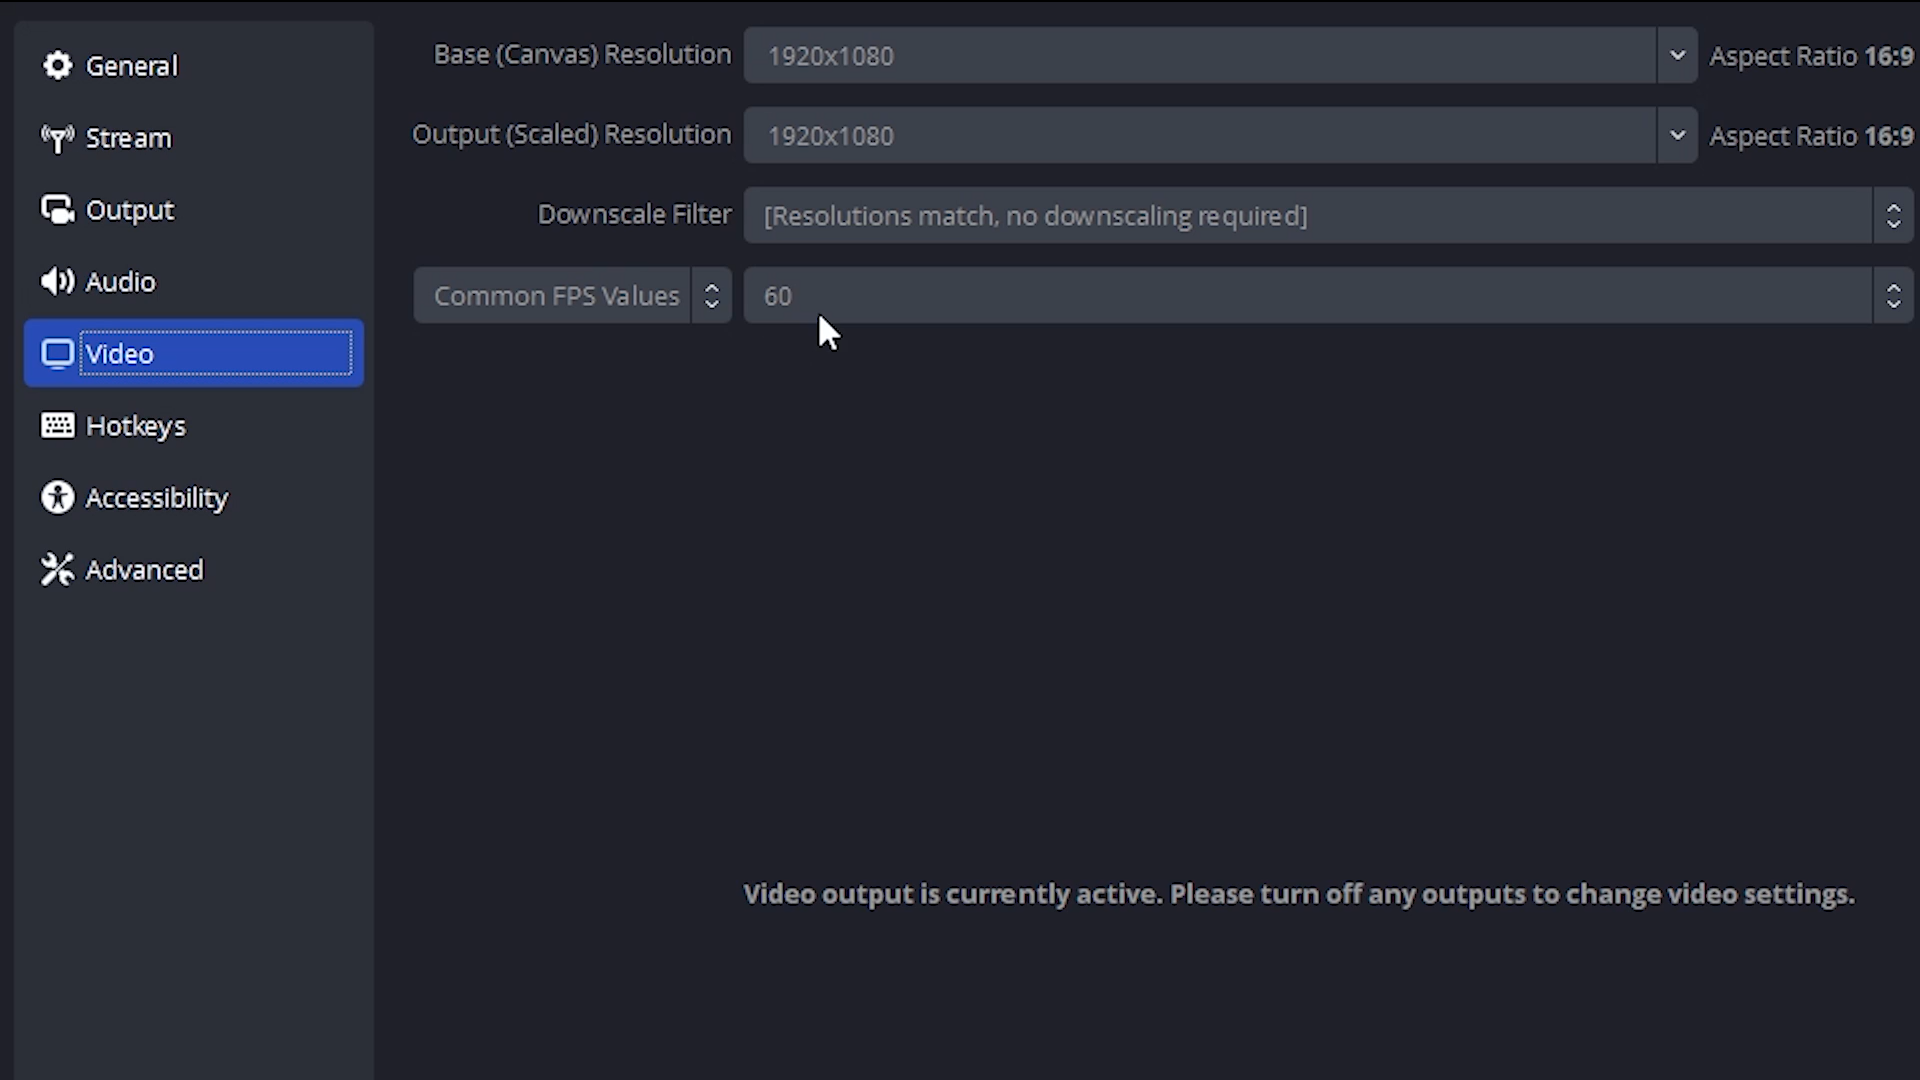 General
Stream
Output
Audio
Video
Hotkeys
Accessibility
Advanced
Base (Canvas) Resolution 1920x1080 Aspect Ratio 16:9
Output (Scaled) Resolution 1920x1080 Aspect Ratio 16:9
Downscale Filter [Resolutions match, no downscaling required]
Common FPS Values 60
Video output is currently active. Please turn off any outputs to change video settings.